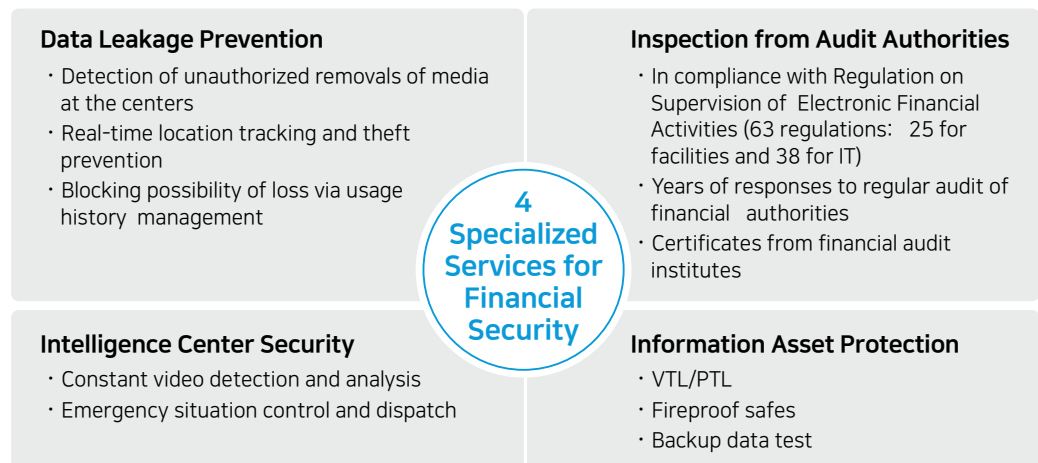 Data Leakage Prevention
· Detection of unauthorized removals of media
at the centers
· Real-time location tracking and theft
prevention
· Blocking possibility of loss via usage
history management
Inspection from Audit Authorities
· In compliance with Regulation on
Supervision of Electronic Financial
Activities (63 regulations: 25 for
facilities and 38 for IT)
· Years of responses to regular audit of
financial authorities
· Certificates from financial audit
institutes
4
Specialized
Services for
Financial
Security
Intelligence Center Security
· Constant video detection and analysis
· Emergency situation control and dispatch
Information Asset Protection
· VTL/PTL
· Fireproof safes
· Backup data test